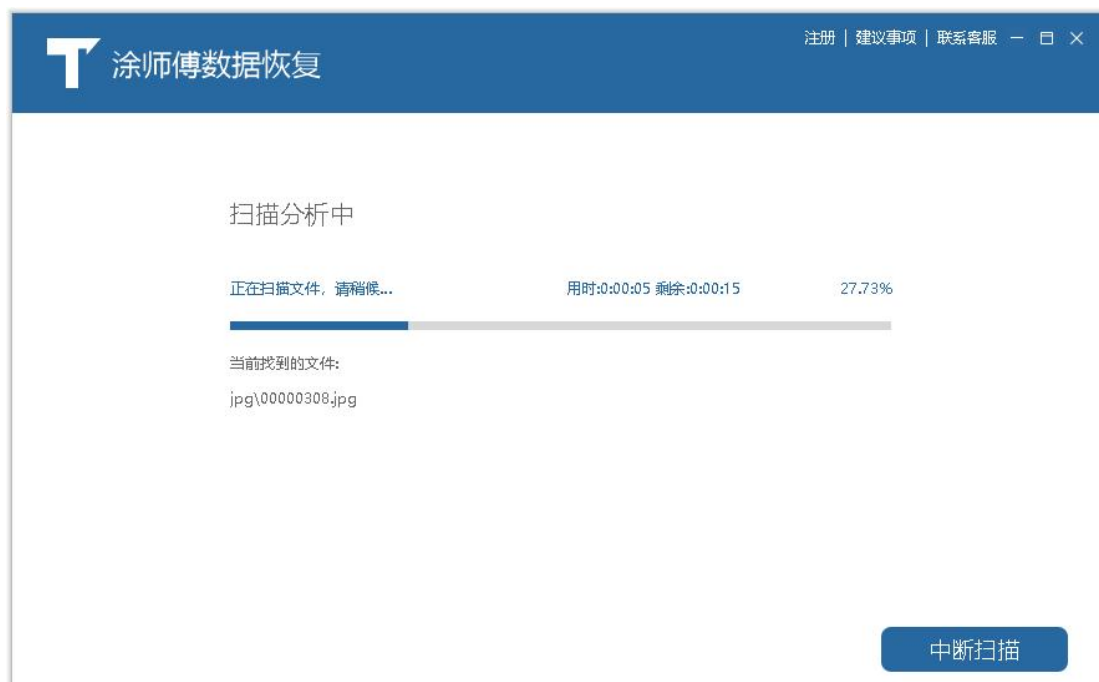 涂师傅数据恢复
注册 | 建议事项 | 联系客服
扫描分析中
正在扫描文件, 请稍候... 用时:0:00:05 剩余:0:00:15 27.73%
当前找到的文件:
jpg\00000308.jpg
中断扫描